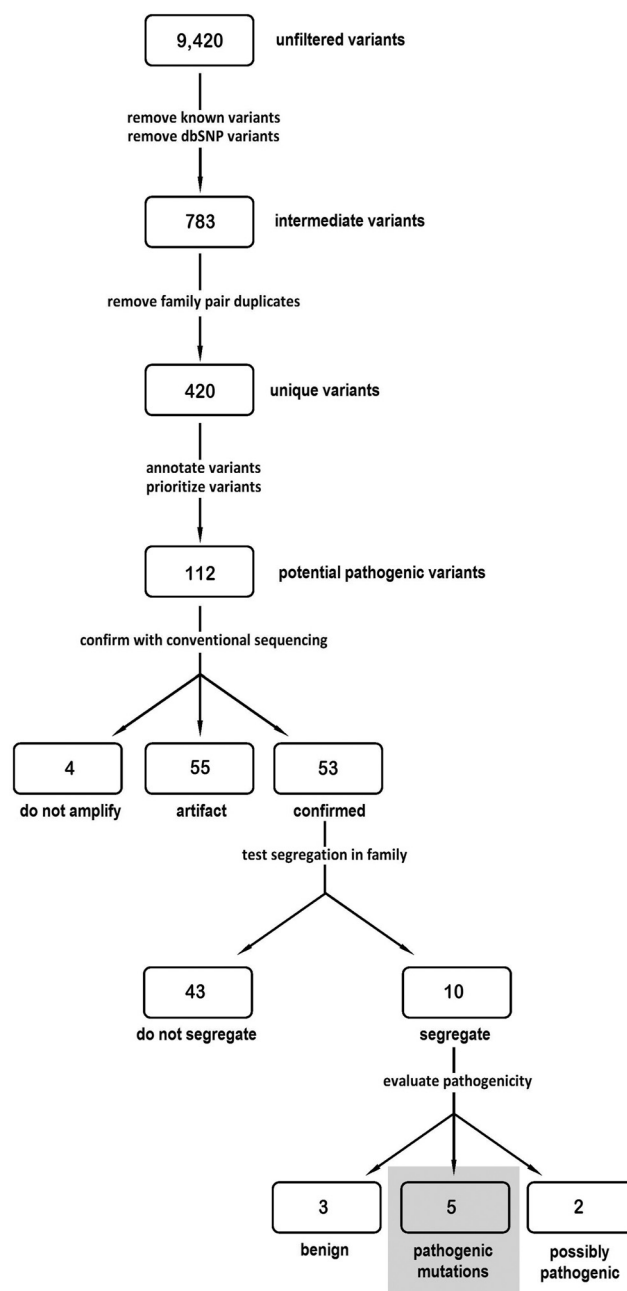 9,420 unfiltered variants
remove known variants
remove dbSNP variants
783 intermediate variants
remove family pair duplicates
420 unique variants
annotate variants
prioritize variants
112 potential pathogenic variants
confirm with conventional sequencing
4 55 53
do not amplify artifact confirmed
test segregation in family
43 10
do not segregate segregate
evaluate pathogenicity
3 5 2
benign pathogenic possibly
mutations pathogenic